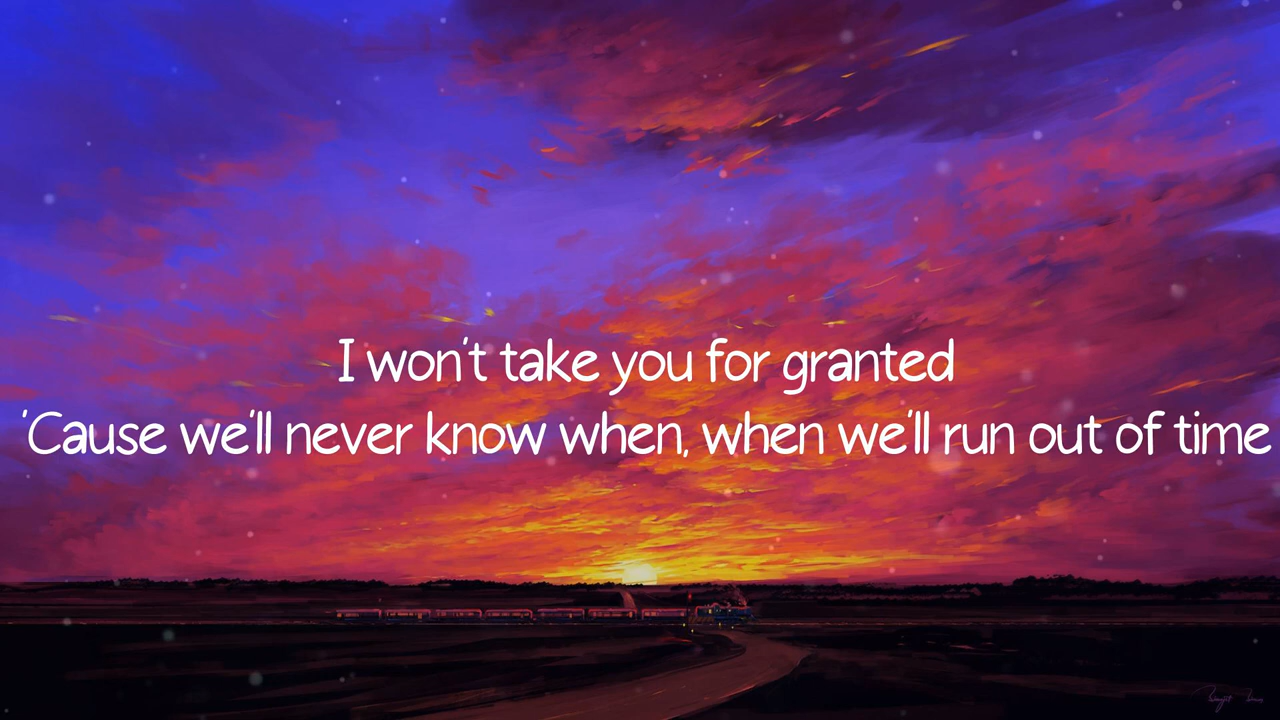 I won't take you for granted
'Cause we'll never know when, when we'll run out of time